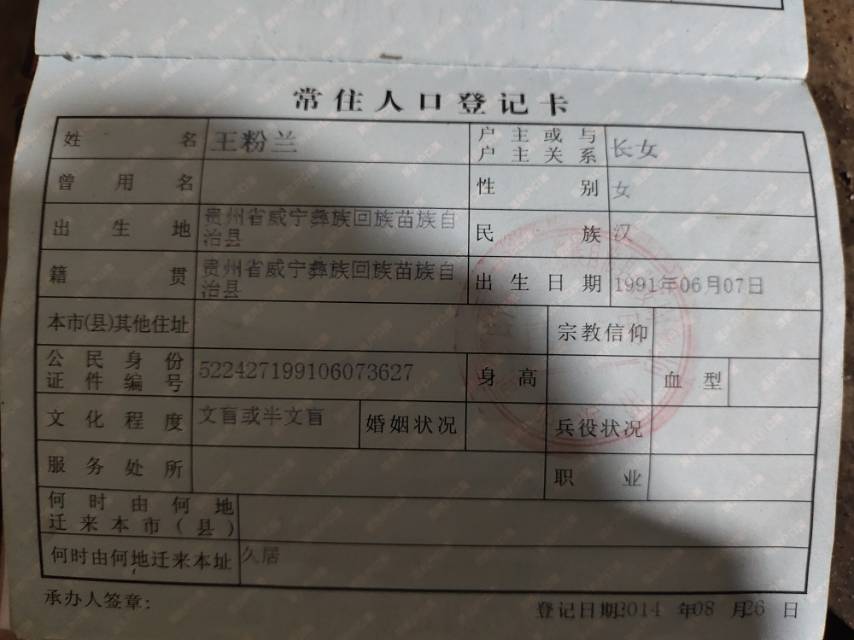 常住人口登记卡
姓名 王粉兰 户主或与户主关系 长女
曾用名 性别 女
出生地 贵州省威宁彝族回族苗族自治县 民族 汉
籍贯 贵州省威宁彝族回族苗族自治县 出生日期 1991年06月07日
本市(县)其他住址 宗教信仰
公民身份证件编号 522427199106073627 身高 血型
文化程度 文盲或半文盲 婚姻状况 兵役状况
服务处所 职业
何时由何地迁来本市(县)
何时由何地迁来本址 久居
承办人签章: 登记日期2014年08月26日